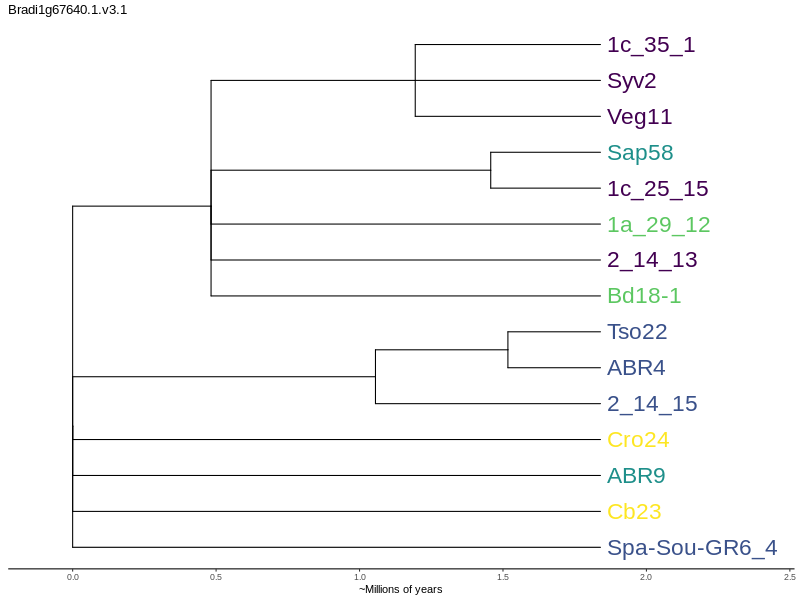 Bradi1g67640.1.v3.1
1c_35_1
Syv2
Veg11
Sap58
1c_25_15
1a_29_12
2_14_13
Bd18-1
Tso22
ABR4
2_14_15
Cro24
ABR9
Cb23
Spa-Sou-GR6_4
0.0 0.5 1.0 1.5 2.0 2.5
~Millions of years